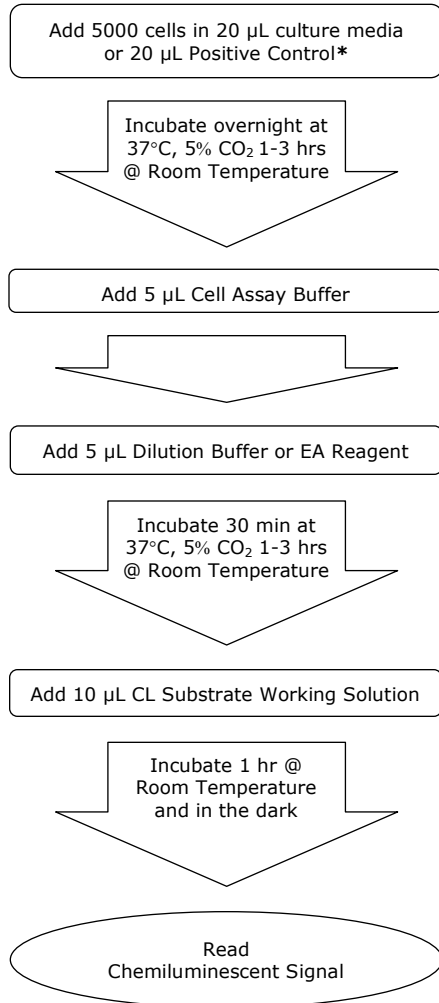 Add 5000 cells in 20 µL culture media
or 20 µL Positive Control*
Incubate overnight at
37°C, 5% CO₂ 1-3 hrs
@ Room Temperature
Add 5 µL Cell Assay Buffer
Add 5 µL Dilution Buffer or EA Reagent
Incubate 30 min at
37°C, 5% CO₂ 1-3 hrs
@ Room Temperature
Add 10 µL CL Substrate Working Solution
Incubate 1 hr @
Room Temperature
and in the dark
Read
Chemiluminescent Signal